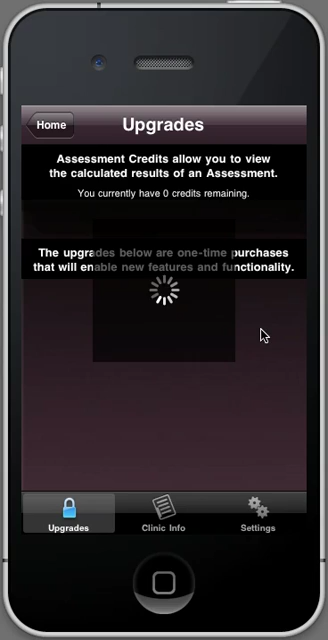 Home
Upgrades
Assessment Credits allow you to view
the calculated results of an Assessment.
You currently have 0 credits remaining.
The upgrades below are one-time purchases
that will enable new features and functionality.
Upgrades
Clinic Info
Settings